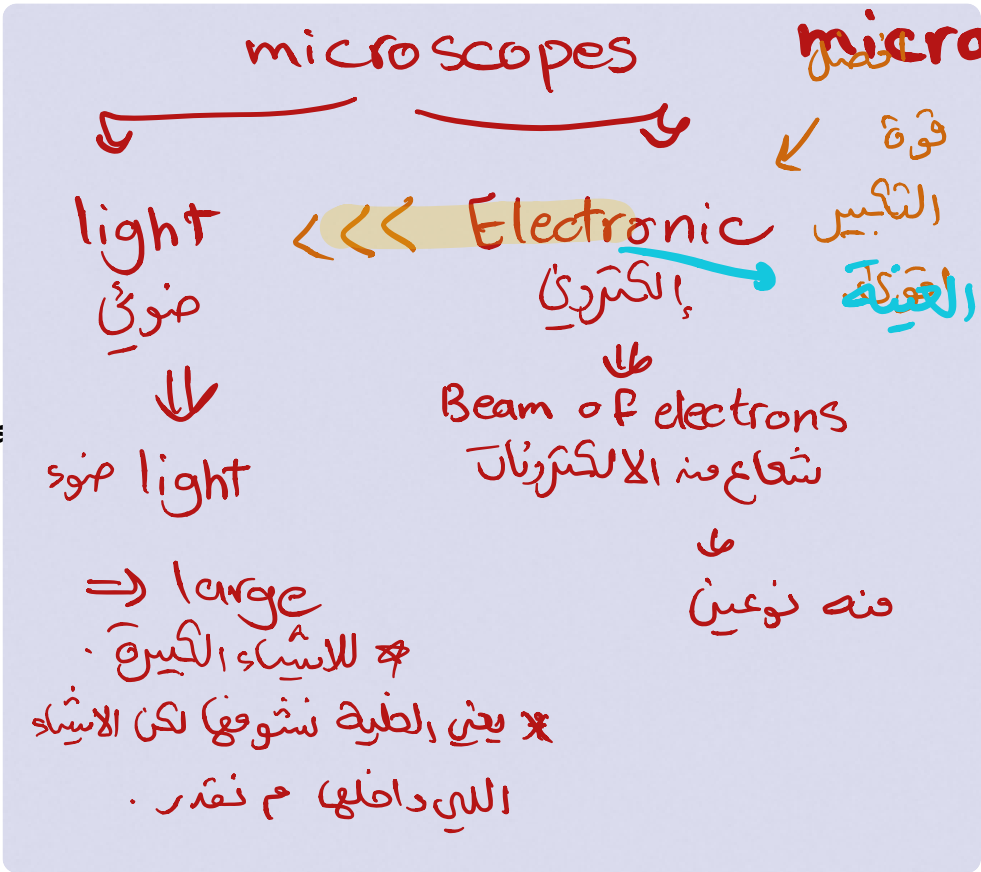 microscopes
micro
أفضل
قوة
التكبير
العينة
light
Electronic
ضوئي
إلكتروني
Beam of electrons
شعاع من الالكترونات
light ضوء
منه نوعين
⇒ large
* للاشياء الكبيرة .
* يعني الخلية نشوفها لكن الاشياء
اللي داخلها م نقدر .